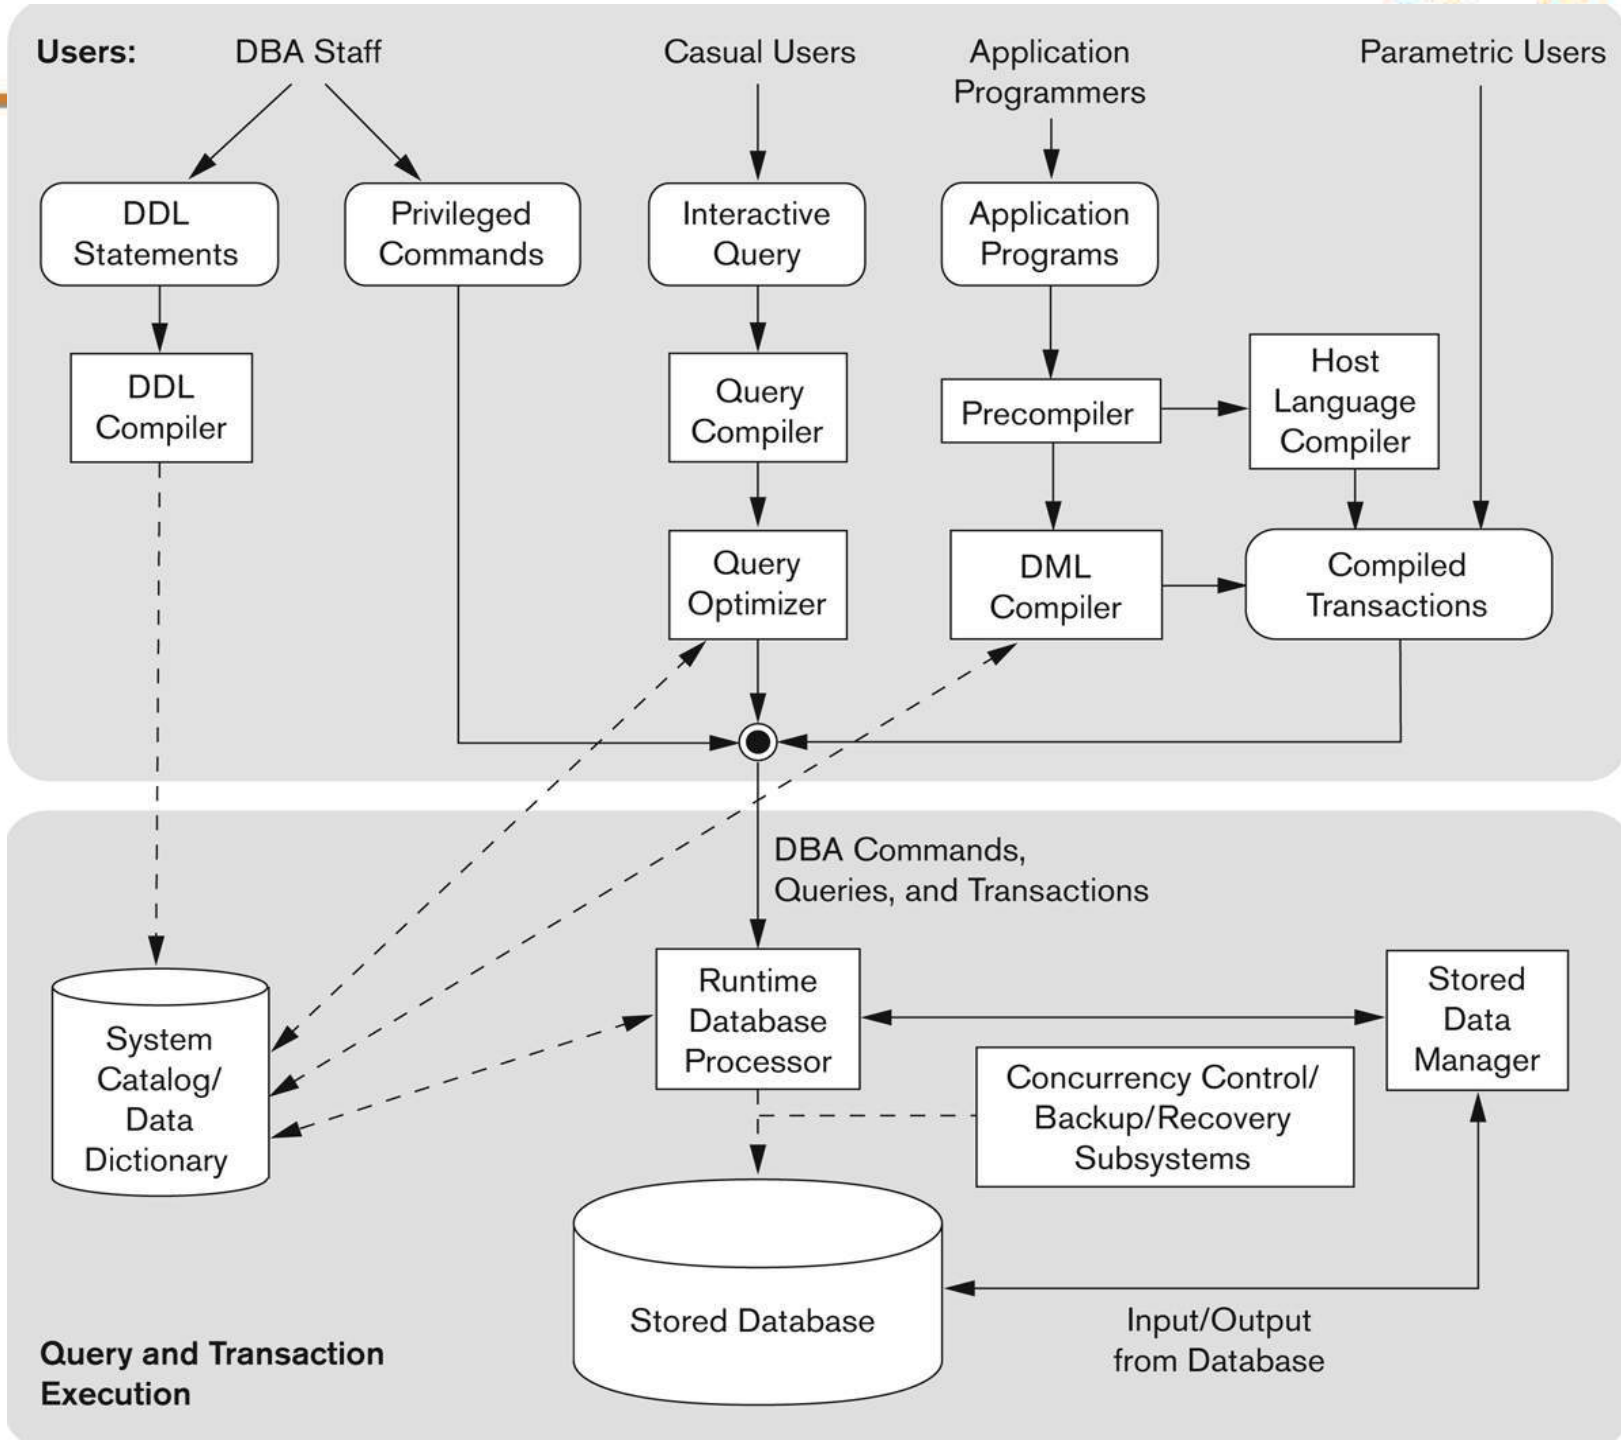 Users:
DBA Staff
Casual Users
Application
Programmers
Parametric Users
DDL
Statements
Privileged
Commands
Interactive
Query
Application
Programs
DDL
Compiler
Query
Compiler
Precompiler
Host
Language
Compiler
Query
Optimizer
DML
Compiler
Compiled
Transactions
DBA Commands,
Queries, and Transactions
System
Catalog/
Data
Dictionary
Runtime
Database
Processor
Stored
Data
Manager
Concurrency Control/
Backup/Recovery
Subsystems
Stored Database
Input/Output
from Database
Query and Transaction
Execution